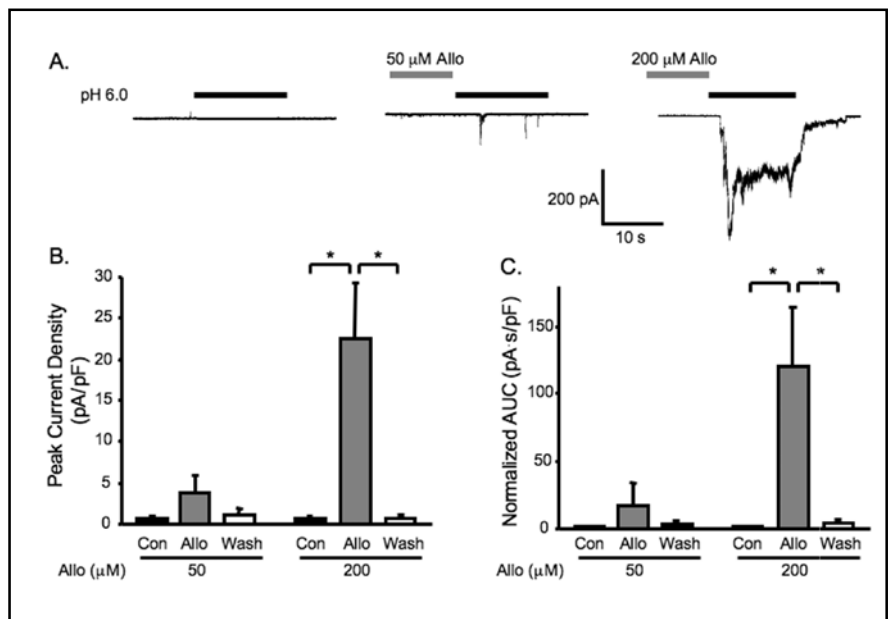 A.
50 μM Allo
200 μM Allo
pH 6.0
200 pA
10 s
B.
* *
30
25
20
15
10
5
0
Peak Current Density
(pA/pF)
Con Allo Wash Con Allo Wash
Allo (μM) 50 200
C.
* *
150
100
50
0
Normalized AUC (pA·s/pF)
Con Allo Wash Con Allo Wash
Allo (μM) 50 200